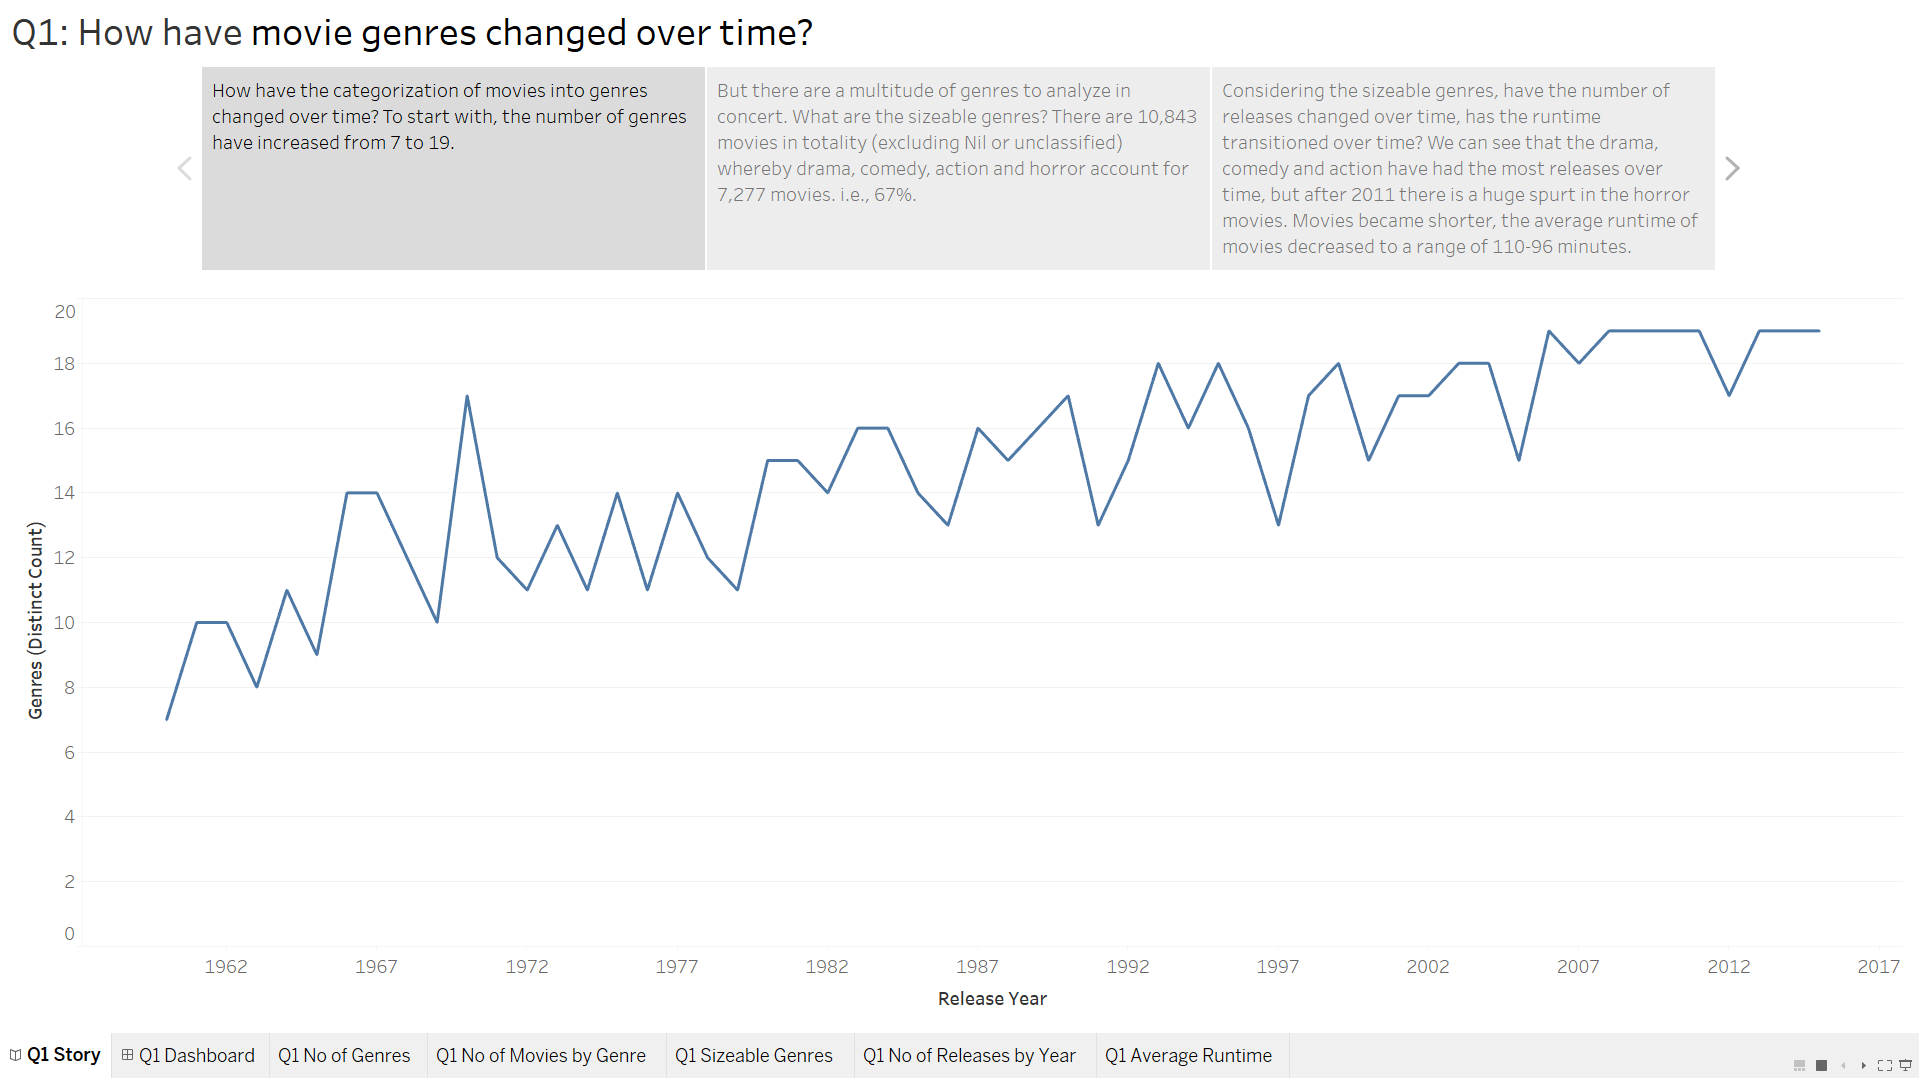 Q1: How have movie genres changed over time?
How have the categorization of movies into genres
changed over time? To start with, the number of genres
have increased from 7 to 19.
But there are a multitude of genres to analyze in
concert. What are the sizeable genres? There are 10,843
movies in totality (excluding Nil or unclassified)
whereby drama, comedy, action and horror account for
7,277 movies. i.e., 67%.
Considering the sizeable genres, have the number of
releases changed over time, has the runtime
transitioned over time? We can see that the drama,
comedy and action have had the most releases over
time, but after 2011 there is a huge spurt in the horror
movies. Movies became shorter, the average runtime of
movies decreased to a range of 110-96 minutes.
Genres (Distinct Count)
20
18
16
14
12
10
8
6
4
2
0
1962 1967 1972 1977 1982 1987 1992 1997 2002 2007 2012 2017
Release Year
Q1 Story Q1 Dashboard Q1 No of Genres Q1 No of Movies by Genre Q1 Sizeable Genres Q1 No of Releases by Year Q1 Average Runtime